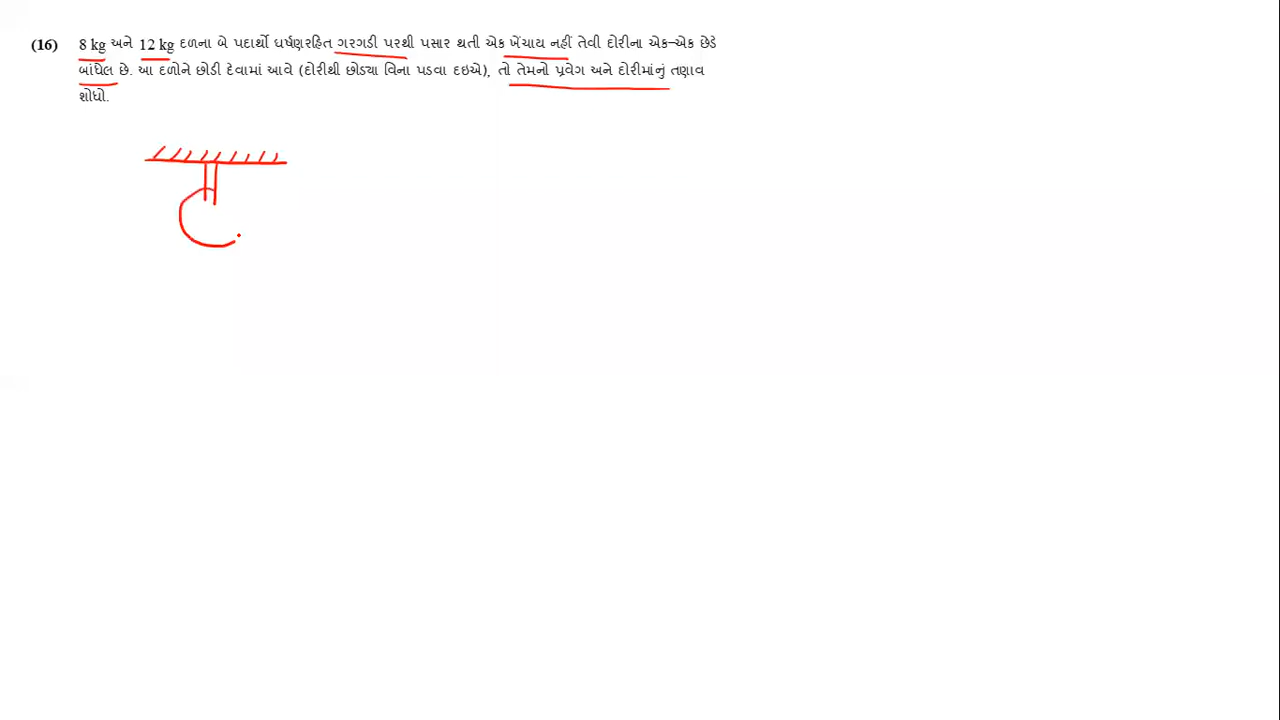 (16) 8 kg અને 12 kg દળના બે પદાર્થો ઘર્ષણરહિત ગરગડી પરથી પસાર થતી એક ખેંચાય નહીં તેવી દોરીના એક–એક છેડે
બાંધેલ છે. આ દળોને છોડી દેવામાં આવે (દોરીથી છોડ્યા વિના પડવા દઇએ), તો તેમનો પ્રવેગ અને દોરીમાંનું તણાવ
શોધો.